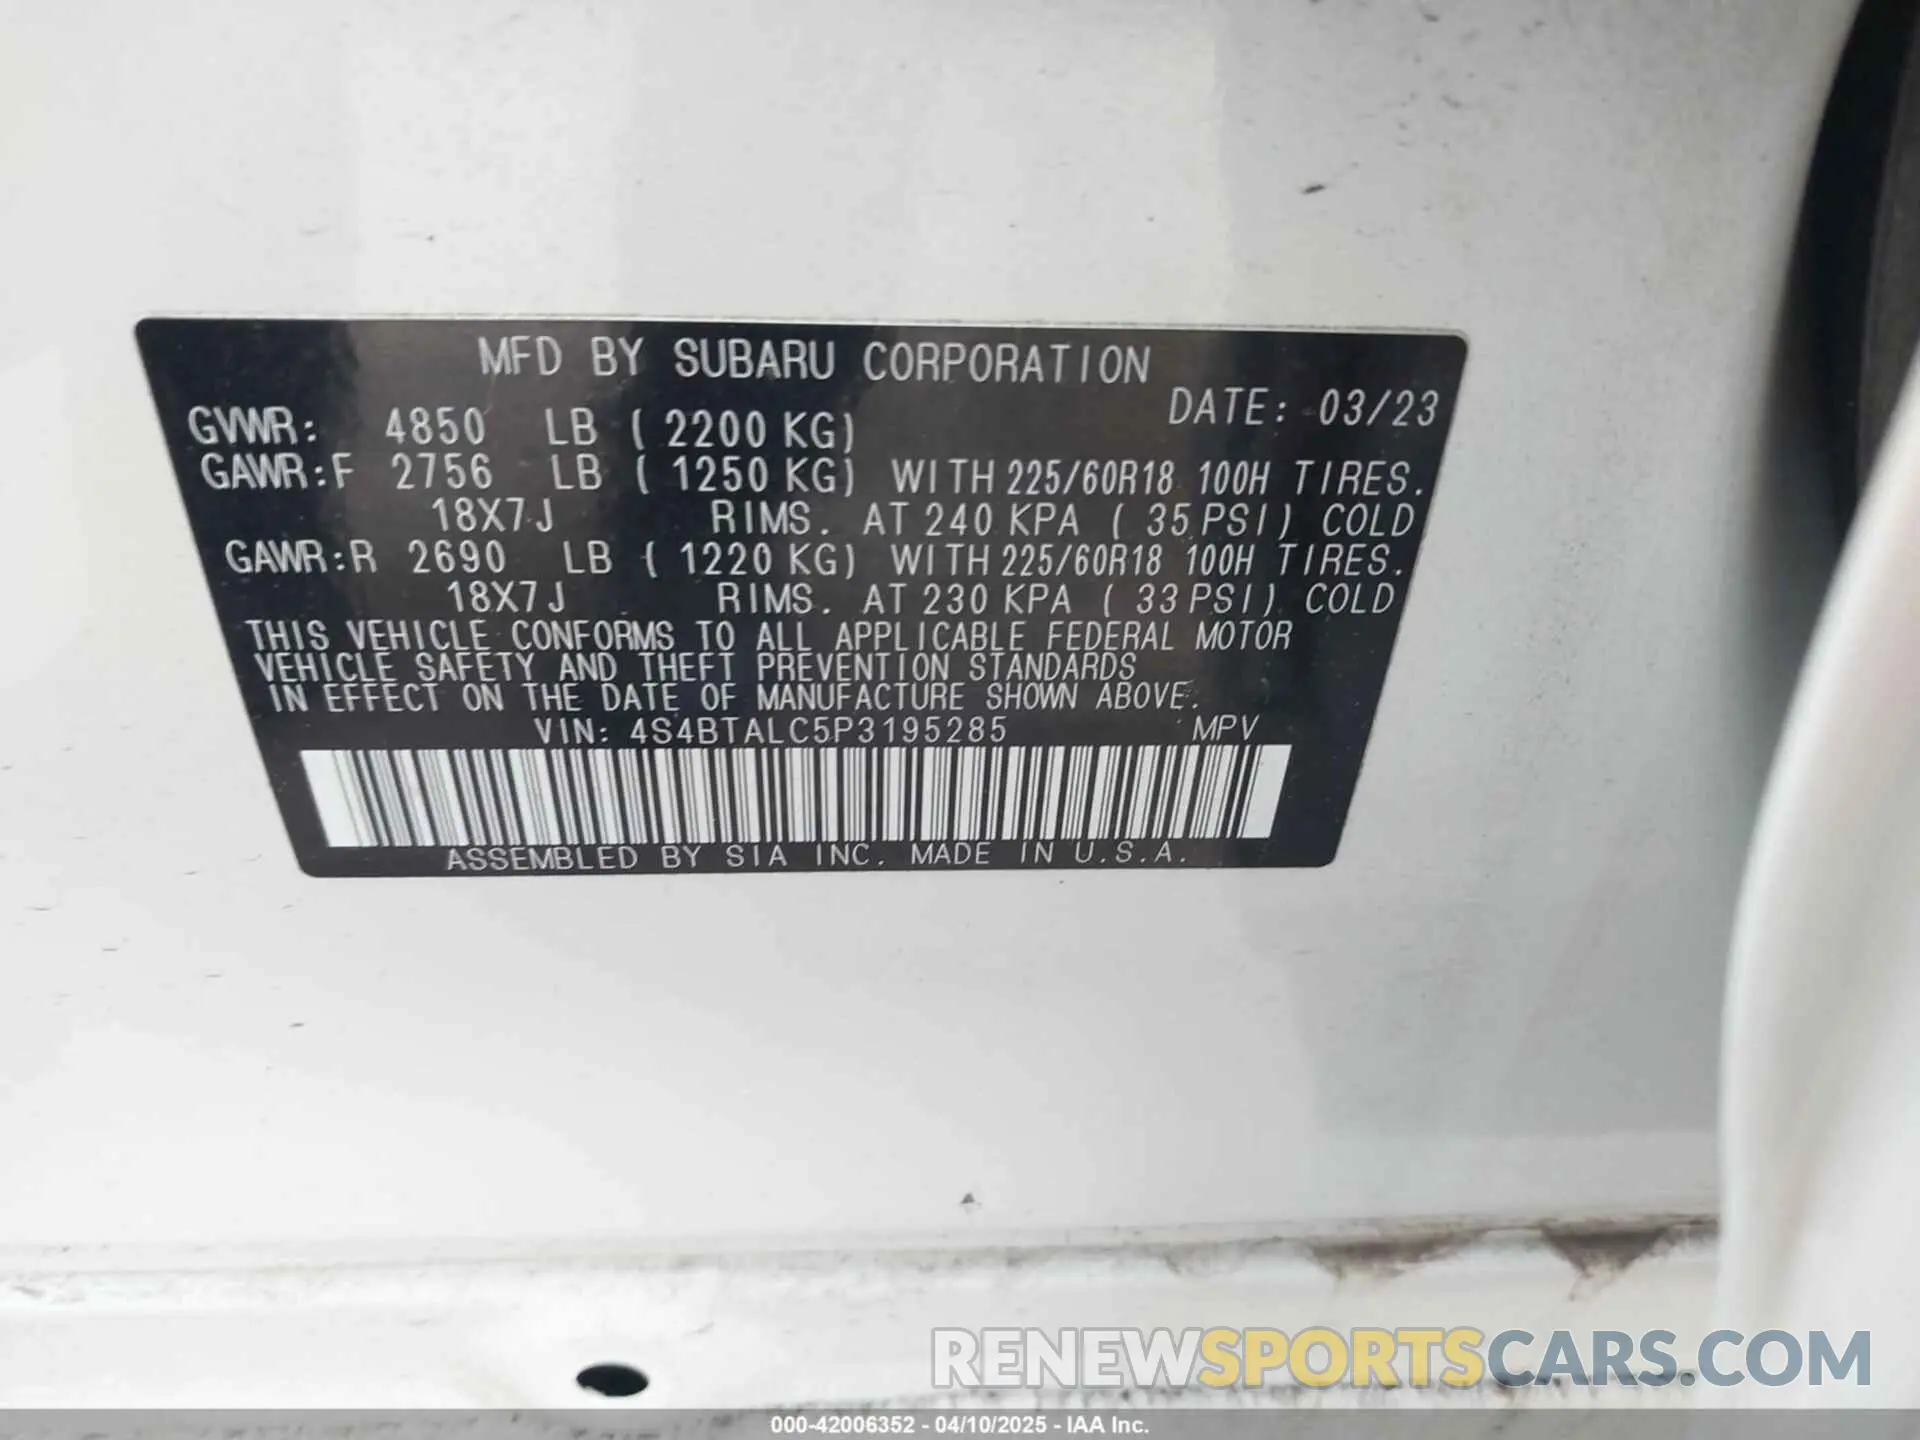 MFD BY SUBARU CORPORATION
DATE: 03/23
GVWR: 4850 LB ( 2200 KG)
GAWR:F 2756 LB ( 1250 KG) WITH 225/60R18 100H TIRES.
18X7J RIMS. AT 240 KPA ( 35 PSI) COLD
GAWR:R 2690 LB ( 1220 KG) WITH 225/60R18 100H TIRES.
18X7J RIMS. AT 230 KPA ( 33 PSI) COLD
THIS VEHICLE CONFORMS TO ALL APPLICABLE FEDERAL MOTOR
VEHICLE SAFETY AND THEFT PREVENTION STANDARDS
IN EFFECT ON THE DATE OF MANUFACTURE SHOWN ABOVE.
VIN: 4S4BTALC5P3195285 MPV
ASSEMBLED BY SIA INC. MADE IN U.S.A.
RENEWSPORTSCARS.COM
000-42006352 - 04/10/2025 - IAA Inc.